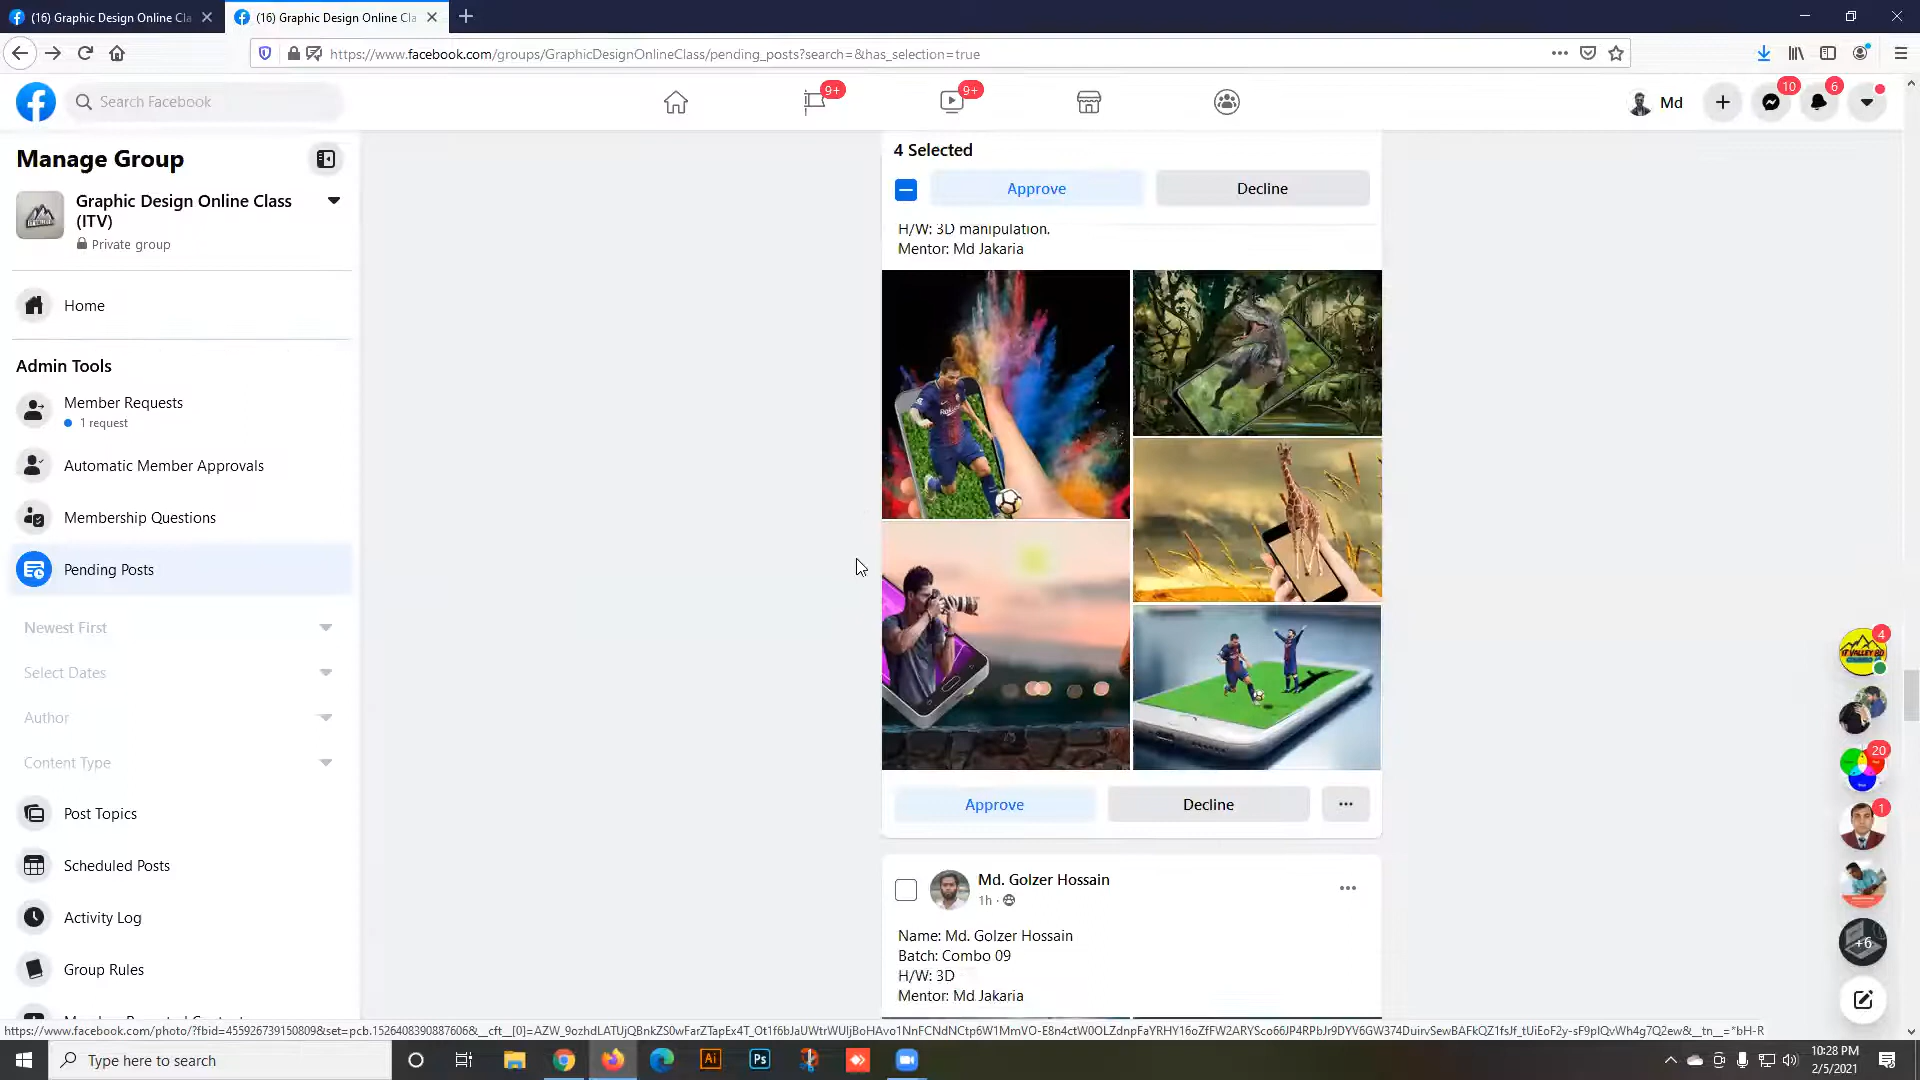 (16) Graphic Design Online Cla
(16) Graphic Design Online Cla
https://www.facebook.com/groups/GraphicDesignOnlineClass/pending_posts?search=&has_selection=true
Search Facebook
9+
9+
Md
10
6
Manage Group
Graphic Design Online Class
(ITV)
Private group
Home
Admin Tools
Member Requests
1 request
Automatic Member Approvals
Membership Questions
Pending Posts
Newest First
Select Dates
Author
Content Type
Post Topics
Scheduled Posts
Activity Log
Group Rules
4 Selected
Approve
Decline
H/W: 3D manipulation.
Mentor: Md Jakaria
Approve
Decline
Md. Golzer Hossain
1h
Name: Md. Golzer Hossain
Batch: Combo 09
H/W: 3D
Mentor: Md Jakaria
4
IT VALLEY BD
20
1
+6
Type here to search
Ai
Ps
10:28 PM
2/5/2021